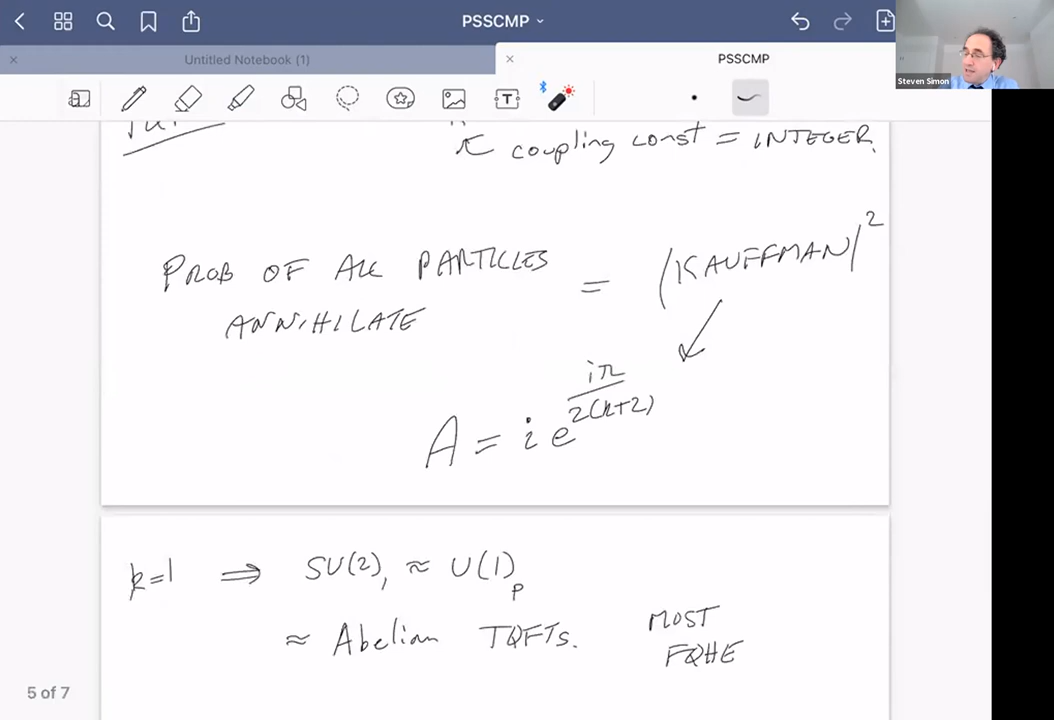 PSSCMP
Untitled Notebook (1)
PSSCMP
Steven Simon
coupling const = INTEGER.
PROB OF ALL PARTICLES ANNIHILATE = |KAUFFMAN|²
A = i e^{iπ/2(k+2)}
k=1 ⟹ SU(2)₁ ≈ U(1)ₚ
≈ Abelian TQFTs.
MOST
FQHE
5 of 7